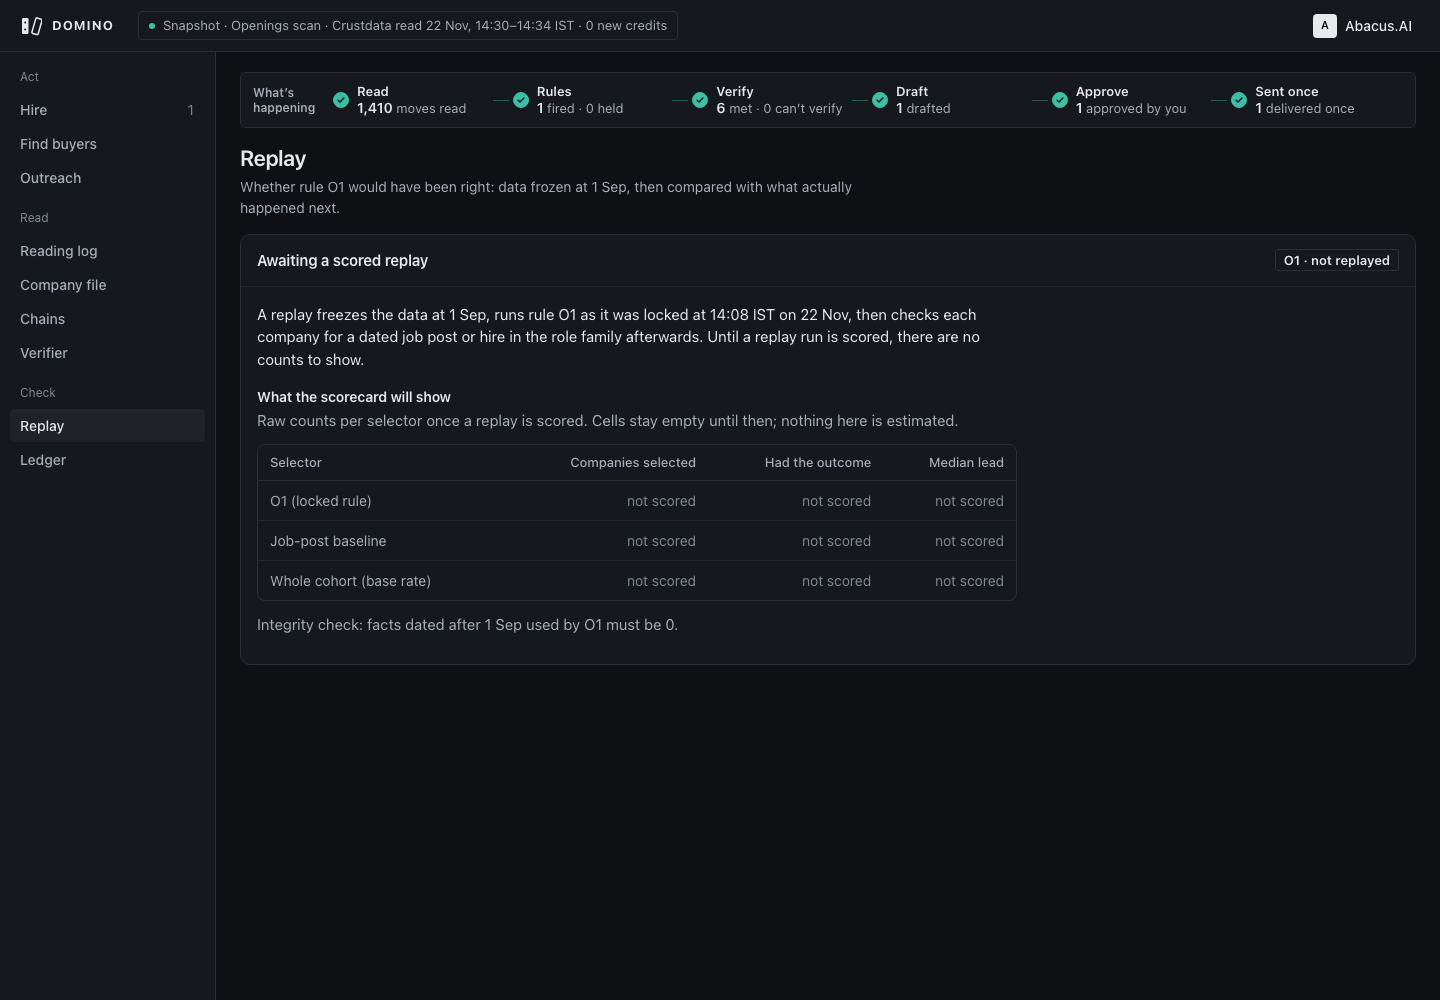 DOMINO
Snapshot · Openings scan · Crustdata read 22 Nov, 14:30–14:34 IST · 0 new credits
A
Abacus.AI
Act
Hire 1
Find buyers
Outreach
Read
Reading log
Company file
Chains
Verifier
Check
Replay
Ledger
What's
happening
Read
1,410 moves read
Rules
1 fired · 0 held
Verify
6 met · 0 can't verify
Draft
1 drafted
Approve
1 approved by you
Sent once
1 delivered once
Replay
Whether rule O1 would have been right: data frozen at 1 Sep, then compared with what actually
happened next.
Awaiting a scored replay
O1 · not replayed
A replay freezes the data at 1 Sep, runs rule O1 as it was locked at 14:08 IST on 22 Nov, then checks each
company for a dated job post or hire in the role family afterwards. Until a replay run is scored, there are no
counts to show.
What the scorecard will show
Raw counts per selector once a replay is scored. Cells stay empty until then; nothing here is estimated.
Selector Companies selected Had the outcome Median lead
O1 (locked rule) not scored not scored not scored
Job-post baseline not scored not scored not scored
Whole cohort (base rate) not scored not scored not scored
Integrity check: facts dated after 1 Sep used by O1 must be 0.